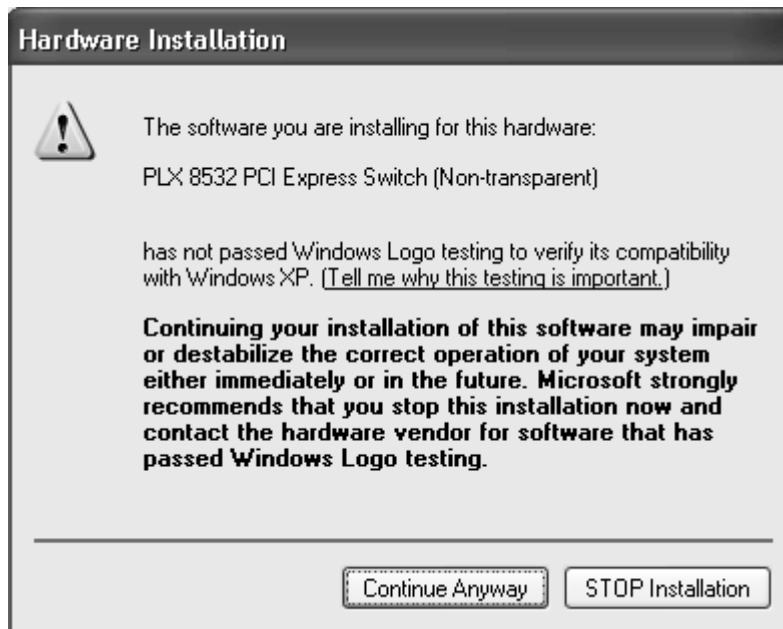 Hardware Installation
The software you are installing for this hardware:
PLX 8532 PCI Express Switch (Non-transparent)
has not passed Windows Logo testing to verify its compatibility
with Windows XP. (Tell me why this testing is important.)
Continuing your installation of this software may impair
or destabilize the correct operation of your system
either immediately or in the future. Microsoft strongly
recommends that you stop this installation now and
contact the hardware vendor for software that has
passed Windows Logo testing.
Continue Anyway
STOP Installation